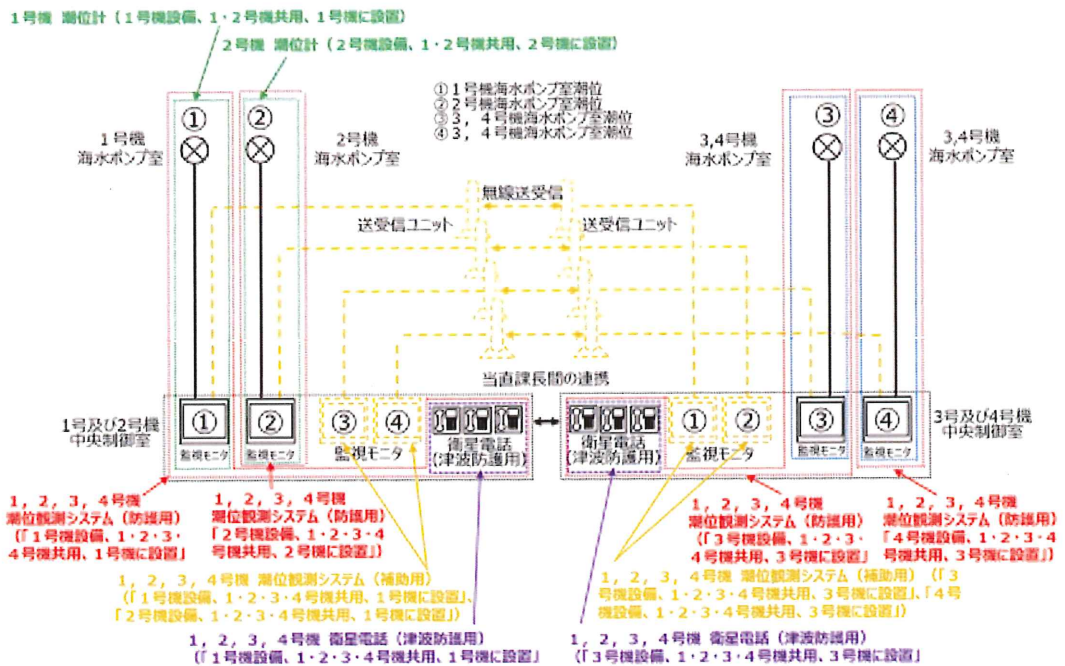 1号機 潮位計（1号機設備、1・2号機共用、1号機に設置）
2号機 潮位計（2号機設備、1・2号機共用、2号機に設置）
①1号機海水ポンプ室潮位
②2号機海水ポンプ室潮位
③3，4号機海水ポンプ室潮位
④3，4号機海水ポンプ室潮位
①
②
③
④
1号機
海水ポンプ室
2号機
海水ポンプ室
3,4号機
海水ポンプ室
3,4号機
海水ポンプ室
無線送受信
送受信ユニット
送受信ユニット
当直課長間の連携
1号及び2号機
中央制御室
①
監視モニタ
②
監視モニタ
③
④
監視モニタ
衛星電話
(津波防護用)
衛星電話
(津波防護用)
①
②
監視モニタ
③
監視モニタ
④
監視モニタ
3号及び4号機
中央制御室
1，2，3，4号機
潮位観測システム（防護用）
(「1号機設備、1・2・3・
4号機共用、1号機に設置」
1，2，3，4号機
潮位観測システム（防護用）
「2号機設備、1・2・3・4
号機共用、2号機に設置」)
1，2，3，4号機
潮位観測システム（防護用）
(「3号機設備、1・2・3・
4号機共用、3号機に設置」
1，2，3，4号機
潮位観測システム（防護用）
「4号機設備、1・2・3・4
号機共用、3号機に設置」)
1，2，3，4号機 潮位観測システム（補助用）
(「1号機設備、1・2・3・4号機共用、1号機に設置」、
「2号機設備、1・2・3・4号機共用、1号機に設置」)
1，2，3，4号機 潮位観測システム（補助用）（「3
号機設備、1・2・3・4号機共用、3号機に設置」、「4号
機設備、1・2・3・4号機共用、3号機に設置」)
1，2，3，4号機 衛星電話（津波防護用）
(「1号機設備、1・2・3・4号機共用、1号機に設置」
1，2，3，4号機 衛星電話（津波防護用）
(「3号機設備、1・2・3・4号機共用、3号機に設置」